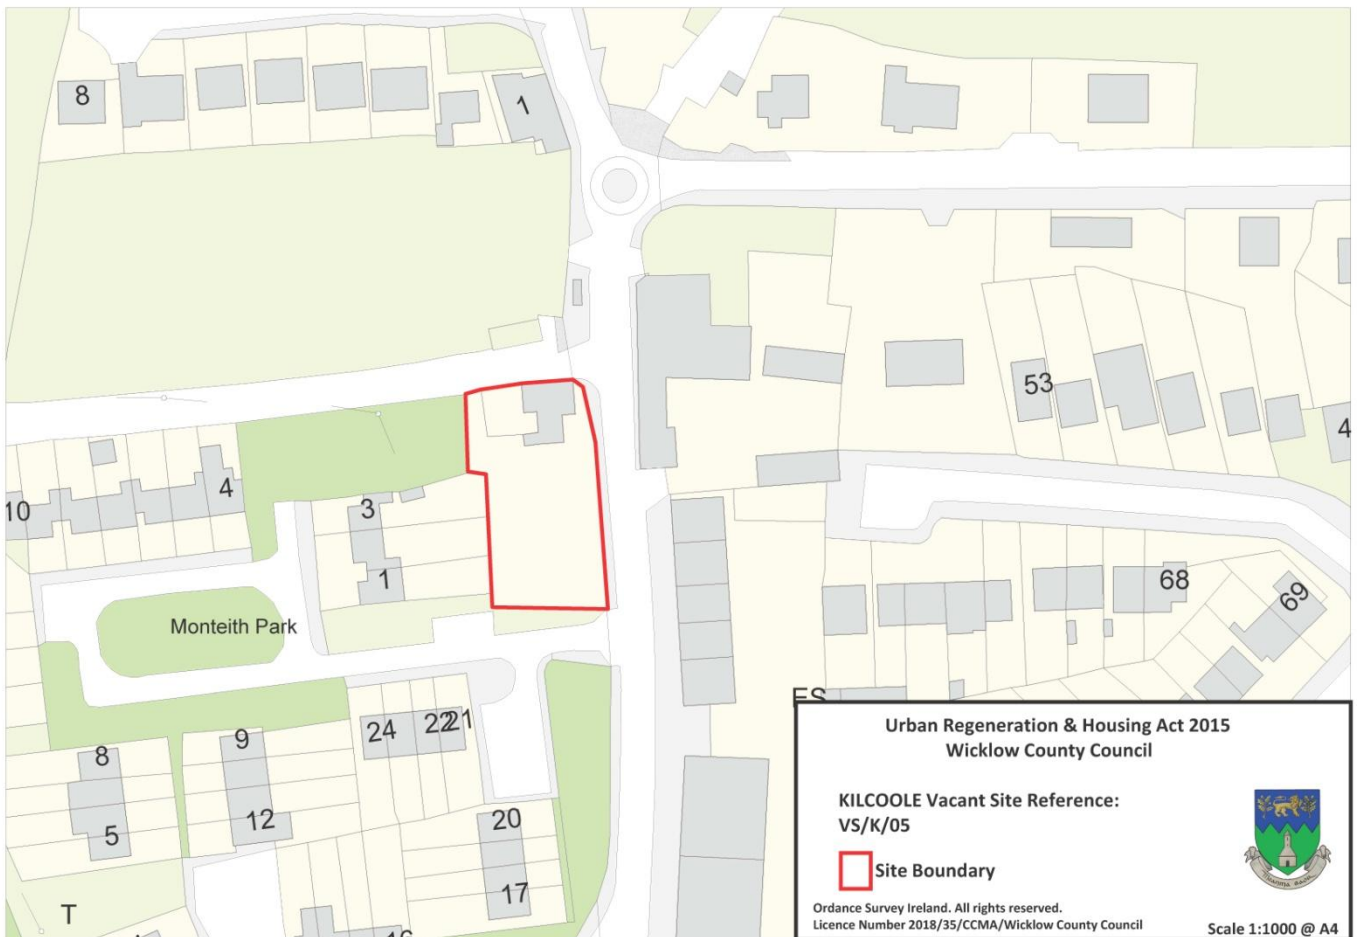 8
1
53
4
4
10
3
1
68
69
Monteith Park
ES
24
22
21
9
8
12
5
20
17
T
16
Urban Regeneration & Housing Act 2015
Wicklow County Council
KILCOOLE Vacant Site Reference:
VS/K/05
Site Boundary
Ordance Survey Ireland. All rights reserved.
Licence Number 2018/35/CCMA/Wicklow County Council
Scale 1:1000 @ A4